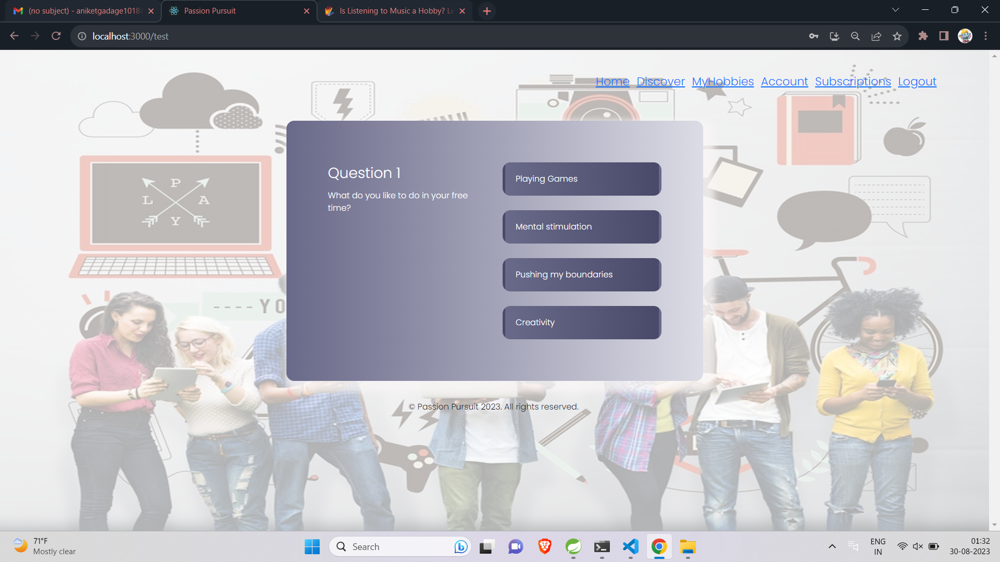 (no subject) - aniketgadage1018
Passion Pursuit
Is Listening to Music a Hobby? Le
localhost:3000/test
Home Discover MyHobbies Account Subscriptions Logout
P
L A
Y
---- YO
Question 1
What do you like to do in your free
time?
Playing Games
Mental stimulation
Pushing my boundaries
Creativity
© Passion Pursuit 2023. All rights reserved.
71°F
Mostly clear
Search
ENG
IN
01:32
30-08-2023